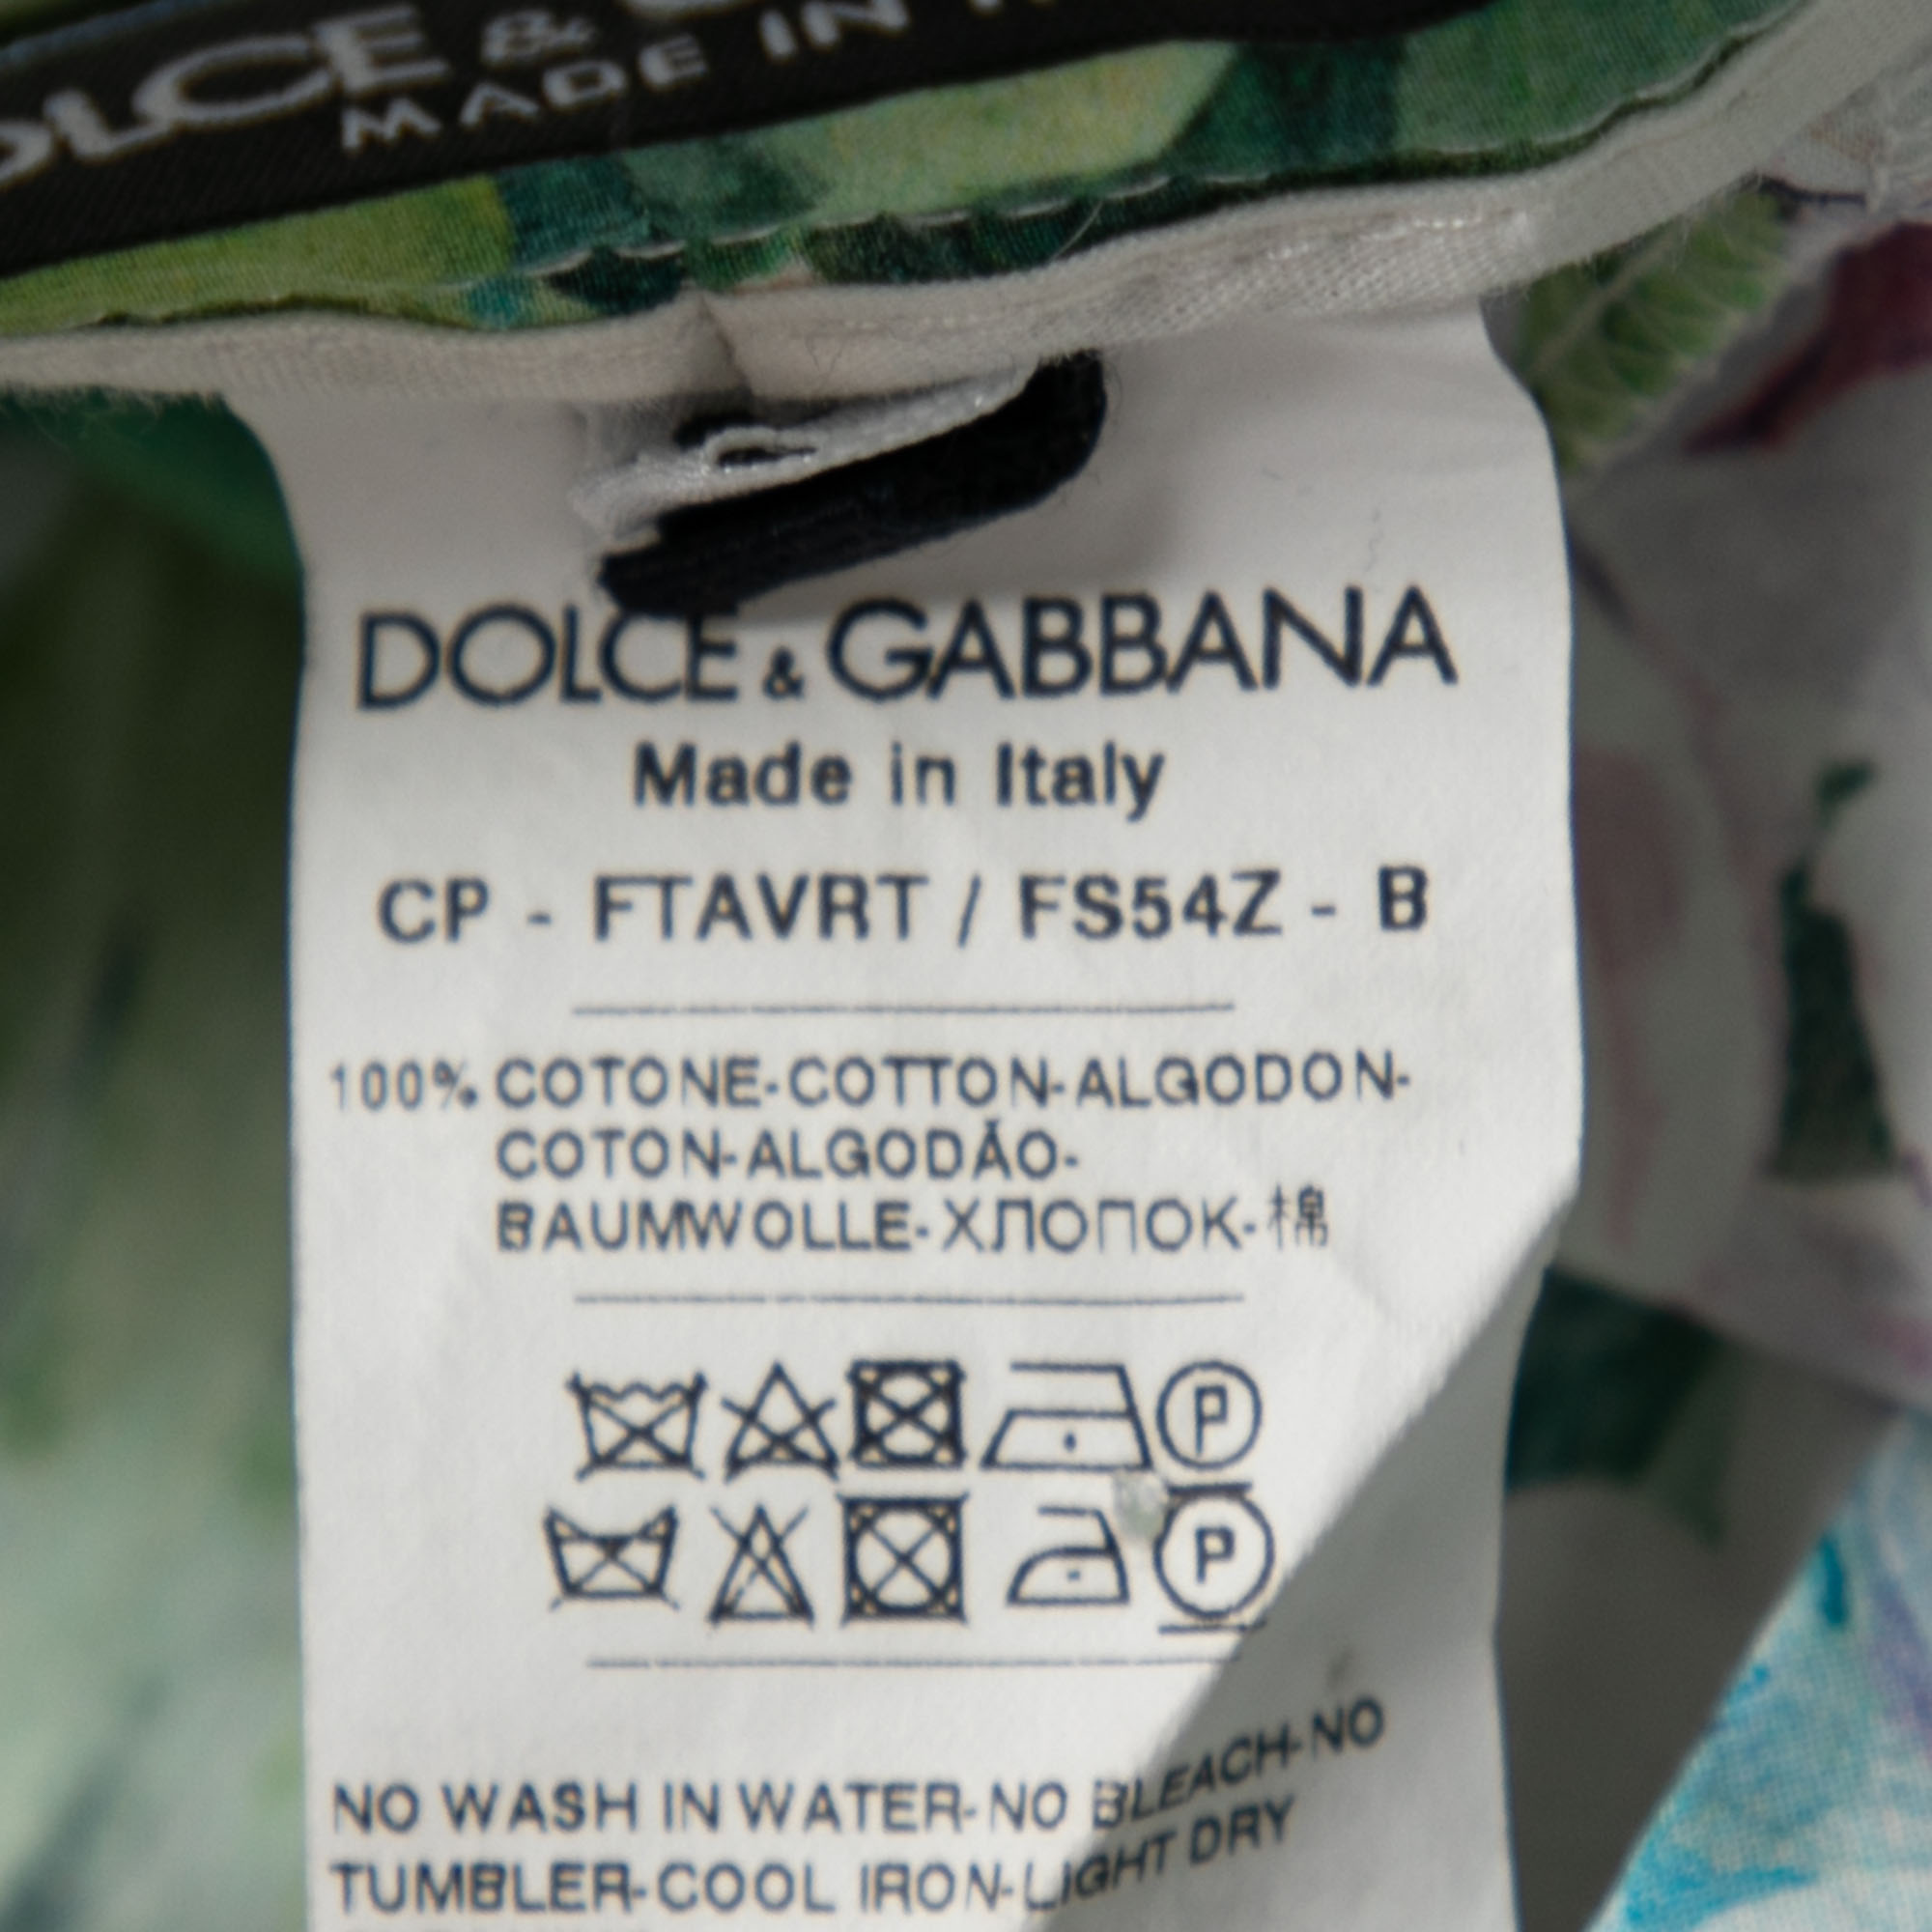 DOLCE &
MADE IN
DOLCE & GABBANA
Made in Italy
CP - FTAVRT / FS54Z - B
100% COTONE-COTTON-ALGODON-
COTON-ALGODÃO-
BAUMWOLLE-ХЛОПОК-棉
P
P
NO WASH IN WATER-NO BLEACH-NO
TUMBLER-COOL IRON-LIGHT DRY